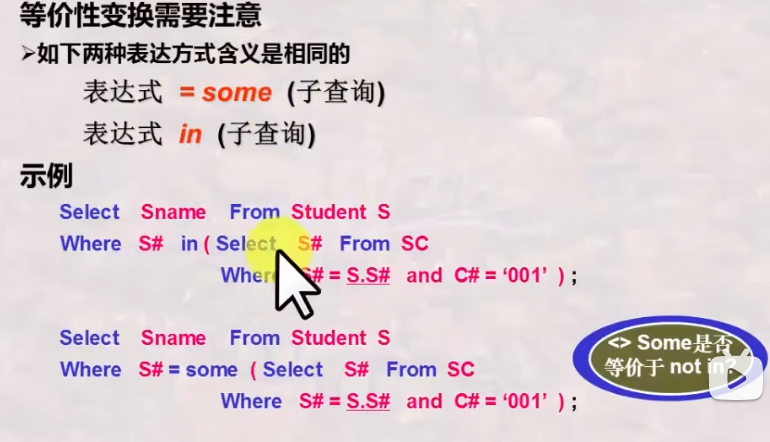 等价性变换需要注意
➢如下两种表达方式含义是相同的
表达式 = some (子查询)
表达式 in (子查询)
示例
Select Sname From Student S
Where S# in ( Select S# From SC
Where S# = S.S# and C# = ‘001’ ) ;
Select Sname From Student S
Where S# = some ( Select S# From SC
Where S# = S.S# and C# = ‘001’ ) ;
<> Some是否
等价于 not in?